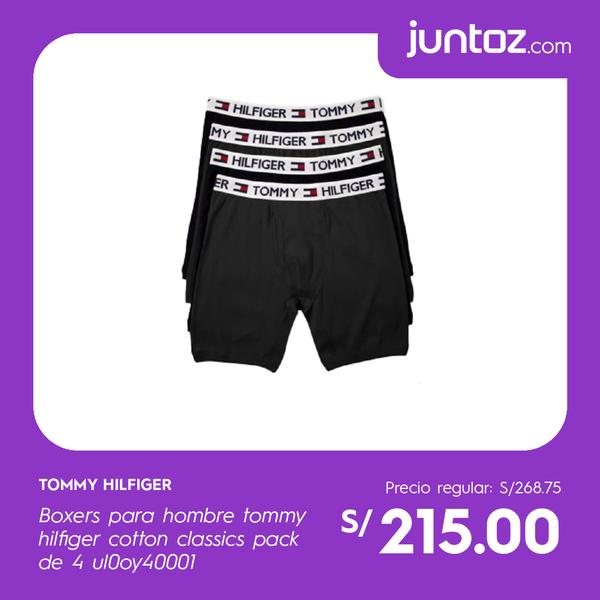 juntoz.com
HILFIGER TOMMY
MY HILFIGER TOMMY
HILFIGER TOMMY H
ER TOMMY HILFIGER
TOMMY HILFIGER
Boxers para hombre tommy
hilfiger cotton classics pack
de 4 ul0oy40001
Precio regular: S/268.75
S/ 215.00